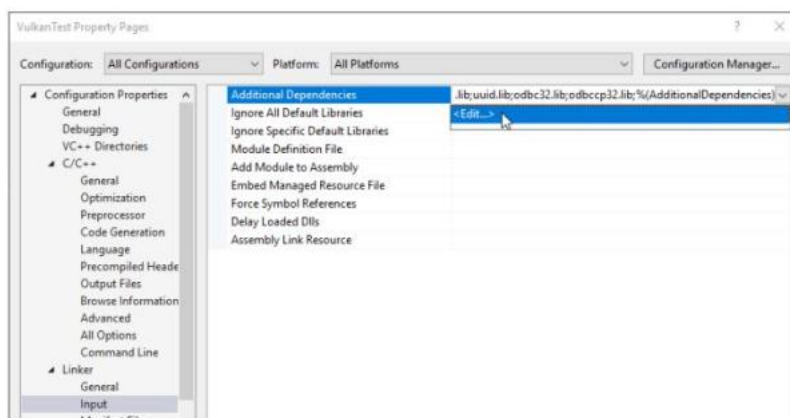 VulkanTest Property Pages
? ×
Configuration: All Configurations Platform: All Platforms Configuration Manager...
Configuration Properties
General
Debugging
VC++ Directories
C/C++
General
Optimization
Preprocessor
Code Generation
Language
Precompiled Heade
Output Files
Browse Information
Advanced
All Options
Command Line
Linker
General
Input
Additional Dependencies .lib;uuid.lib;odbc32.lib;odbccp32.lib;%(AdditionalDependencies)
Ignore All Default Libraries <Edit...>
Ignore Specific Default Libraries
Module Definition File
Add Module to Assembly
Embed Managed Resource File
Force Symbol References
Delay Loaded Dlls
Assembly Link Resource